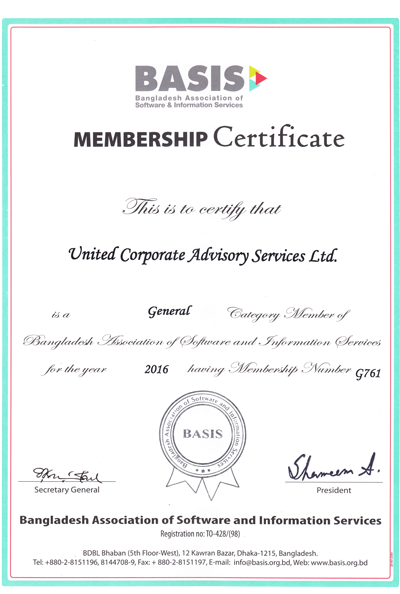 BASIS
Bangladesh Association of
Software & Information Services
MEMBERSHIP Certificate
This is to certify that
United Corporate Advisory Services Ltd.
is a General Category Member of
Bangladesh Association of Software and Information Services
for the year 2016 having Membership Number G761
Bangladesh Association of Software and Information Services
BASIS
Shameem A.
Secretary General
President
Bangladesh Association of Software and Information Services
Registration no: TO-428/(98)
BDBL Bhaban (5th Floor-West), 12 Kawran Bazar, Dhaka-1215, Bangladesh.
Tel: +880-2-8151196, 8144708-9, Fax: + 880-2-8151197, E-mail: info@basis.org.bd, Web: www.basis.org.bd